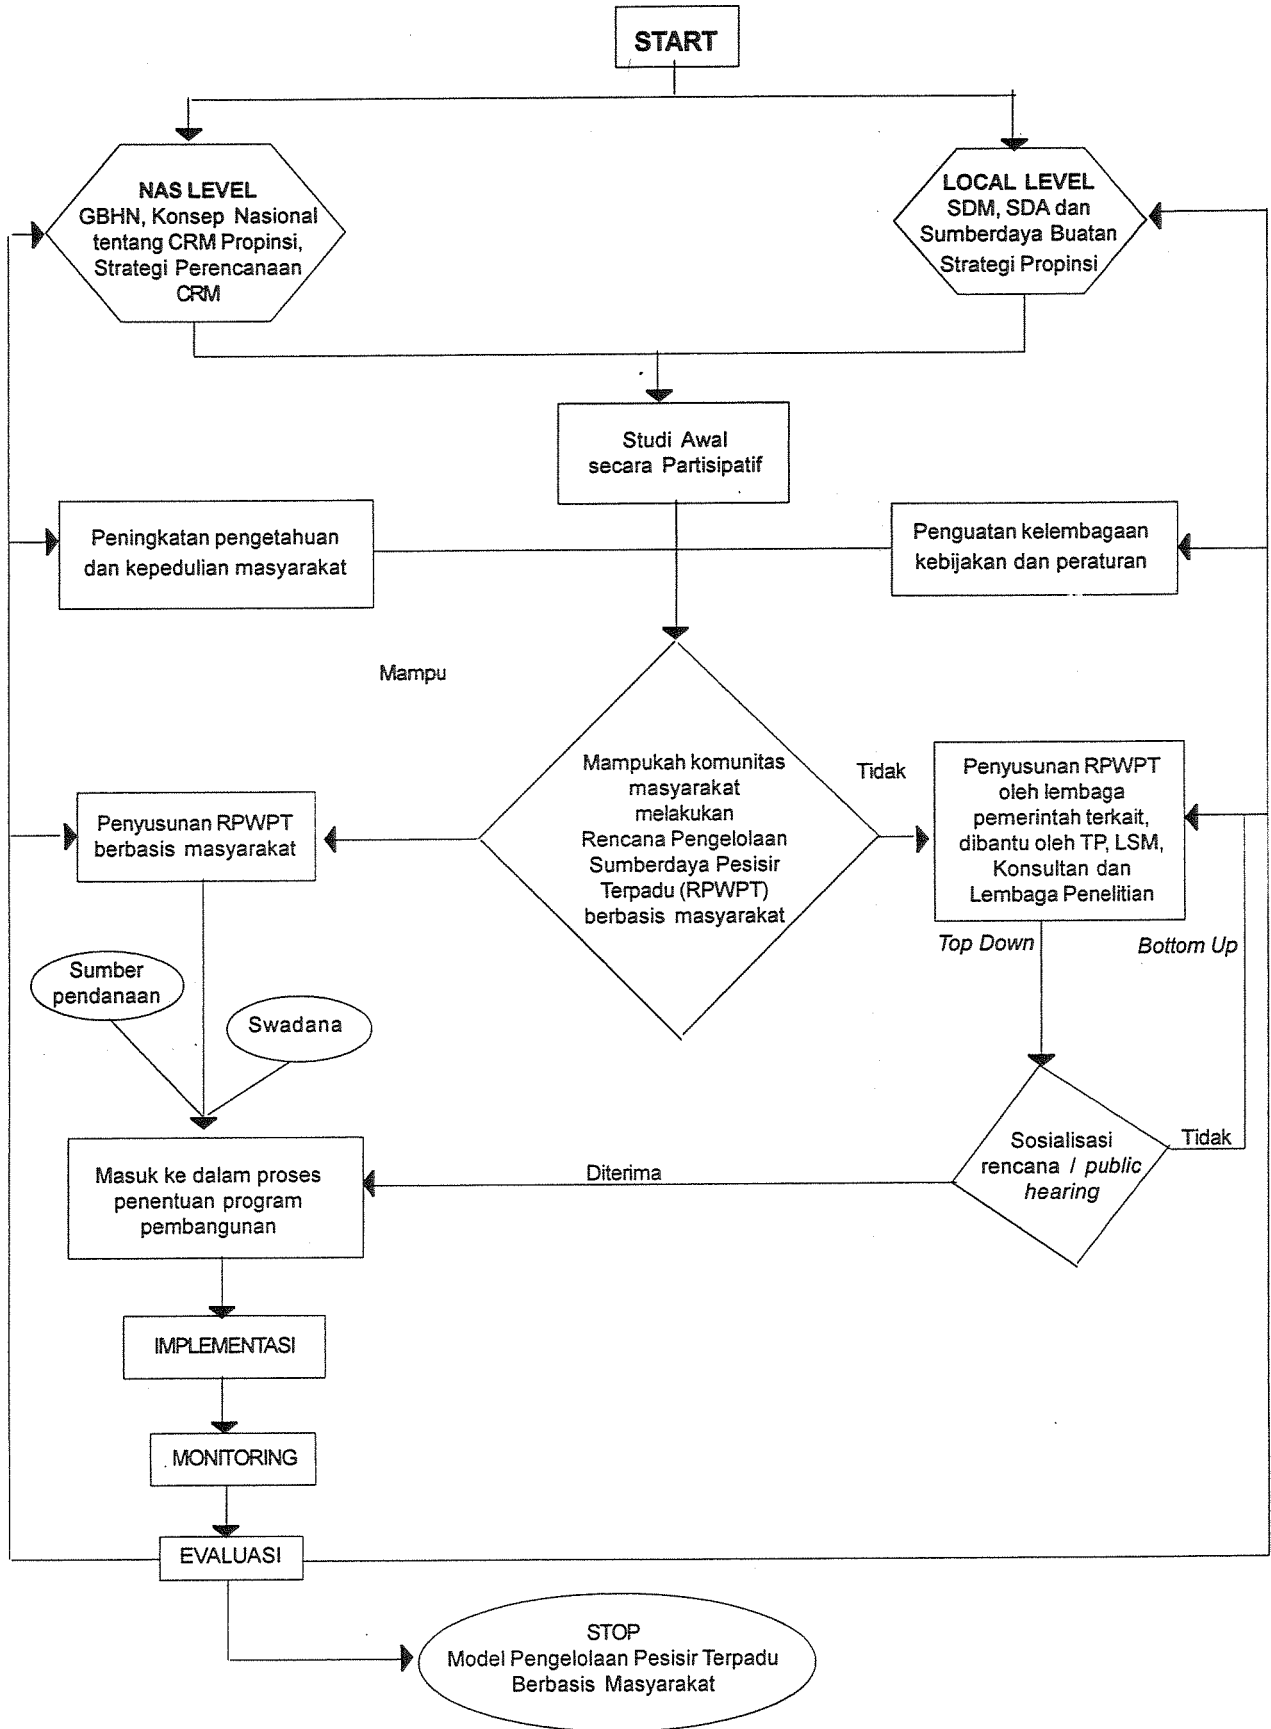 START
NAS LEVEL
GBHN, Konsep Nasional
tentang CRM Propinsi,
Strategi Perencanaan
CRM
LOCAL LEVEL
SDM, SDA dan
Sumberdaya Buatan
Strategi Propinsi
Studi Awal
secara Partisipatif
Peningkatan pengetahuan
dan kepedulian masyarakat
Penguatan kelembagaan
kebijakan dan peraturan
Mampu
Mampukah komunitas
masyarakat
melakukan
Rencana Pengelolaan
Sumberdaya Pesisir
Terpadu (RPWPT)
berbasis masyarakat
Tidak
Penyusunan RPWPT
oleh lembaga
pemerintah terkait,
dibantu oleh TP, LSM,
Konsultan dan
Lembaga Penelitian
Penyusunan RPWPT
berbasis masyarakat
Top Down
Bottom Up
Sumber
pendanaan
Swadana
Sosialisasi
rencana / public
hearing
Tidak
Diterima
Masuk ke dalam proses
penentuan program
pembangunan
IMPLEMENTASI
MONITORING
EVALUASI
STOP
Model Pengelolaan Pesisir Terpadu
Berbasis Masyarakat